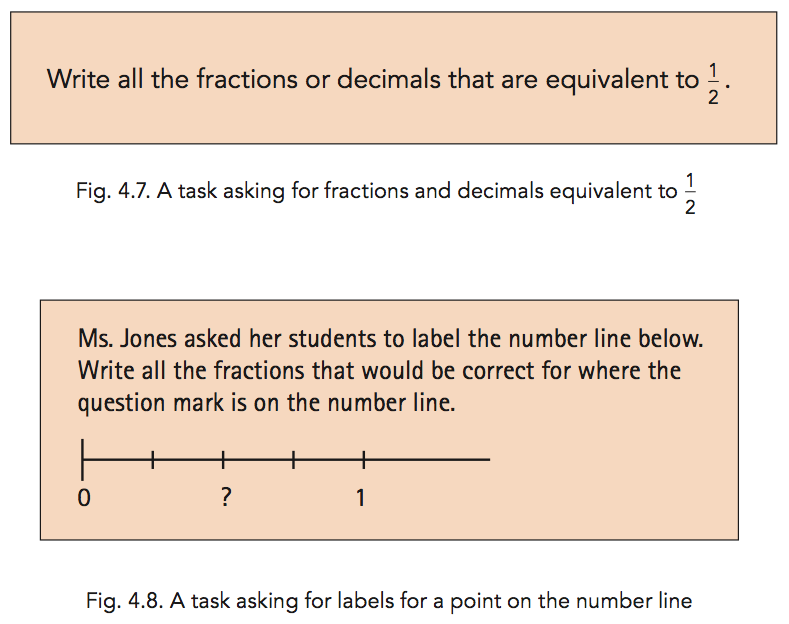 Write all the fractions or decimals that are equivalent to 1/2.
Fig. 4.7. A task asking for fractions and decimals equivalent to 1/2
Ms. Jones asked her students to label the number line below.
Write all the fractions that would be correct for where the
question mark is on the number line.
0 ? 1
Fig. 4.8. A task asking for labels for a point on the number line